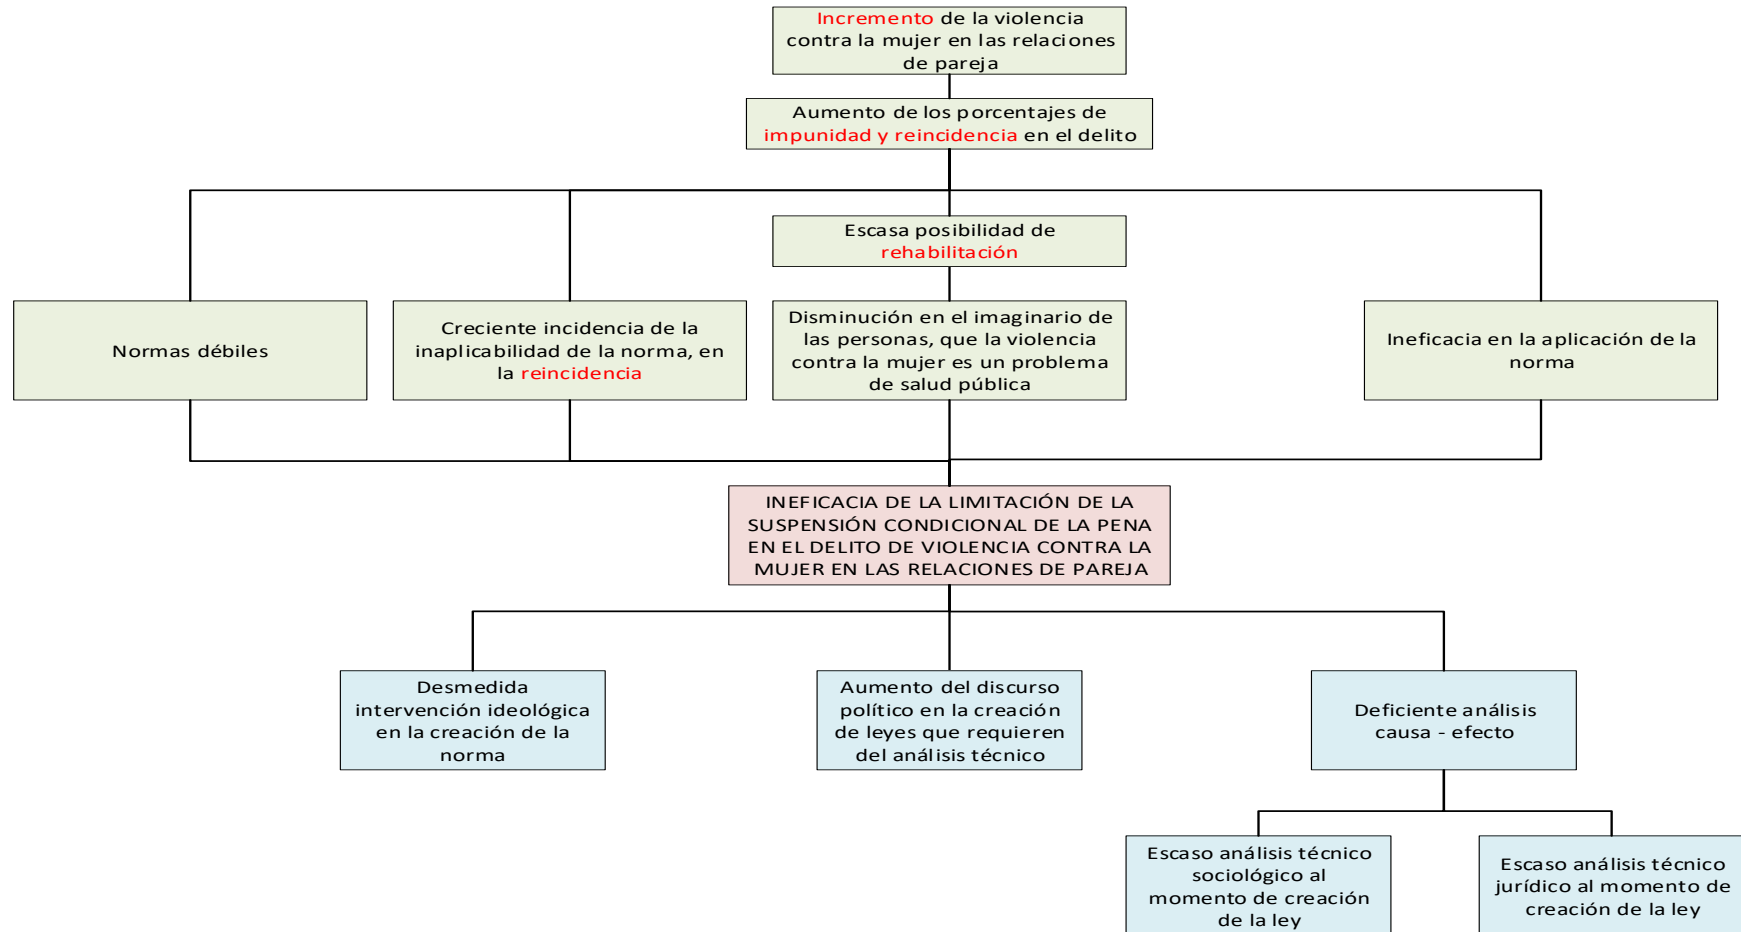 Incremento de la violencia
contra la mujer en las relaciones
de pareja
Aumento de los porcentajes de
impunidad y reincidencia en el delito
Escasa posibilidad de
rehabilitación
Normas débiles
Creciente incidencia de la
inaplicabilidad de la norma, en
la reincidencia
Disminución en el imaginario de
las personas, que la violencia
contra la mujer es un problema
de salud pública
Ineficacia en la aplicación de la
norma
INEFICACIA DE LA LIMITACIÓN DE LA
SUSPENSIÓN CONDICIONAL DE LA PENA
EN EL DELITO DE VIOLENCIA CONTRA LA
MUJER EN LAS RELACIONES DE PAREJA
Desmedida
intervención ideológica
en la creación de la
norma
Aumento del discurso
político en la creación
de leyes que requieren
del análisis técnico
Deficiente análisis
causa - efecto
Escaso análisis técnico
sociológico al
momento de creación
de la ley
Escaso análisis técnico
jurídico al momento de
creación de la ley